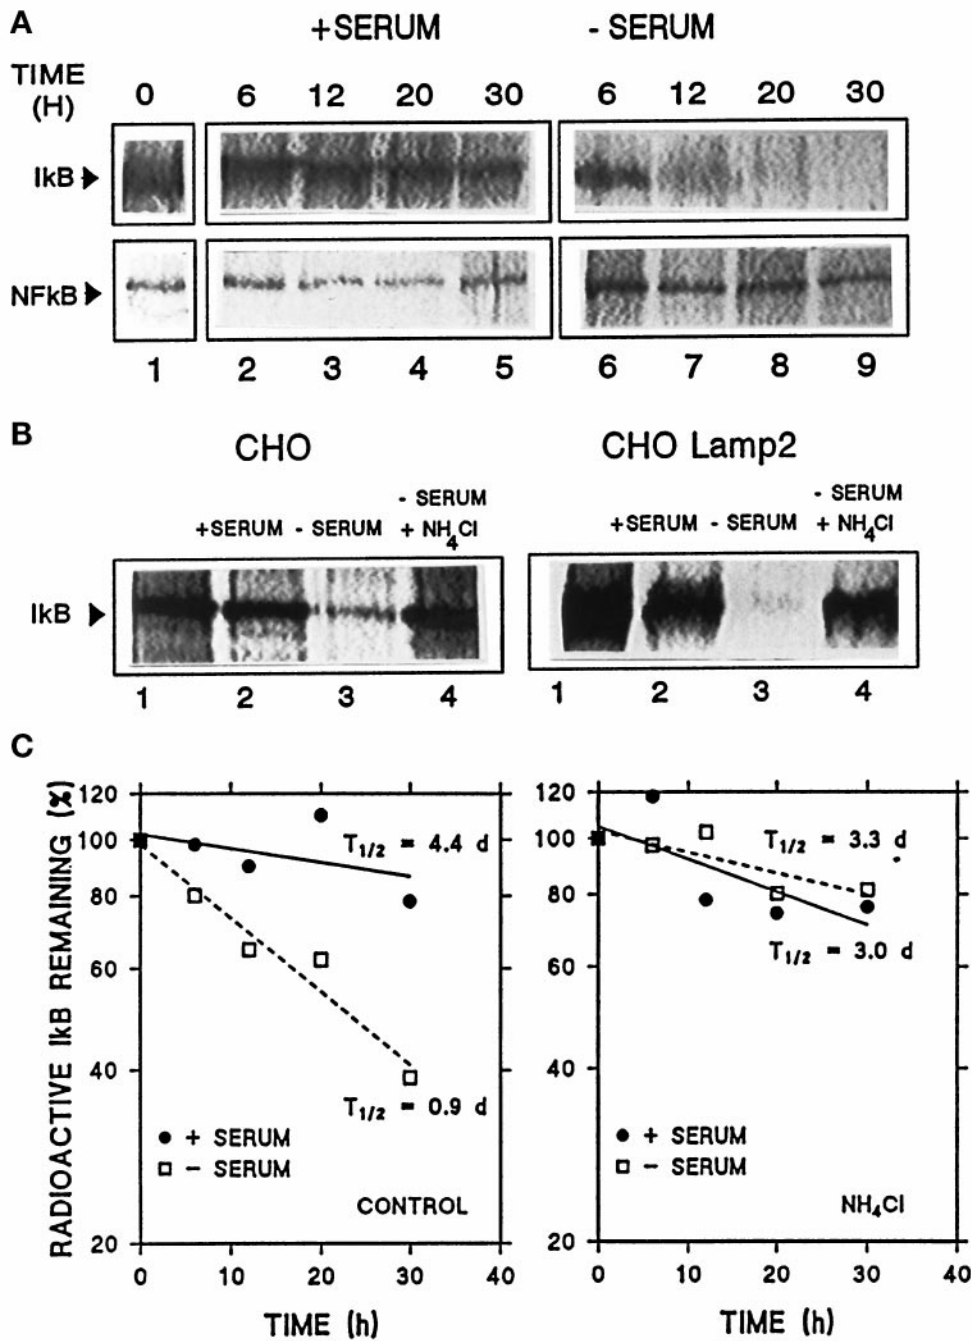 A
+SERUM - SERUM
TIME
(H)
0 6 12 20 30 6 12 20 30
IkB
NFkB
1 2 3 4 5 6 7 8 9
B
CHO CHO Lamp2
+SERUM - SERUM - SERUM + NH4Cl
+SERUM - SERUM - SERUM + NH4Cl
IkB
1 2 3 4 1 2 3 4
C
RADIOACTIVE IkB REMAINING (%)
120
100
80
60
40
20
T1/2 = 4.4 d
T1/2 = 0.9 d
+ SERUM
- SERUM
CONTROL
0 10 20 30 40
TIME (h)
120
100
80
60
40
20
T1/2 = 3.3 d
T1/2 = 3.0 d
+ SERUM
- SERUM
NH4Cl
0 10 20 30 40
TIME (h)